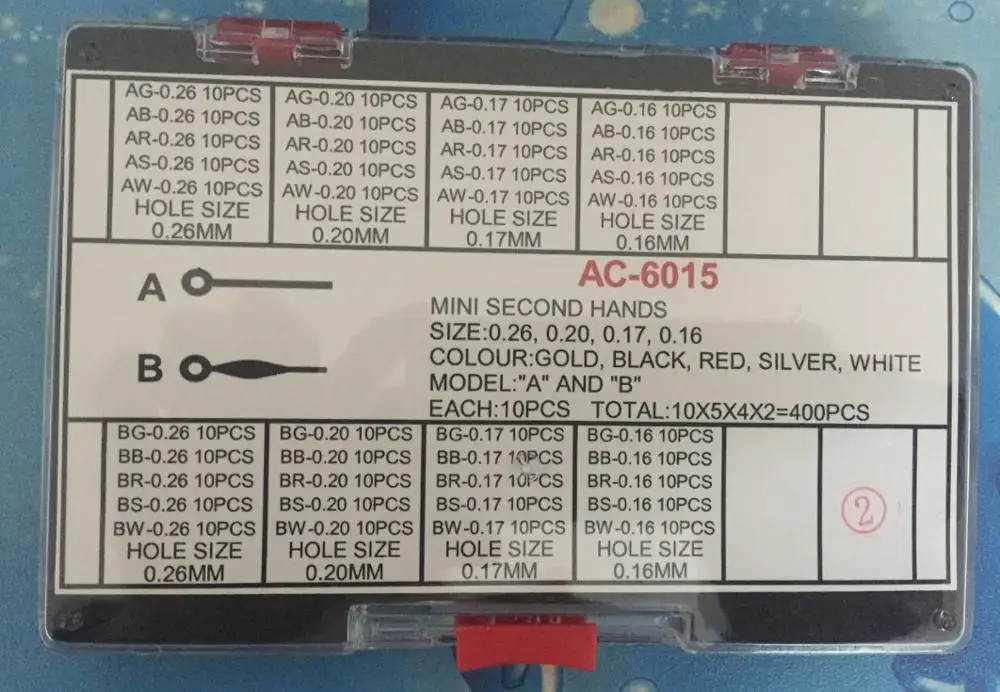 AG-0.26 10PCS
AB-0.26 10PCS
AR-0.26 10PCS
AS-0.26 10PCS
AW-0.26 10PCS
HOLE SIZE
0.26MM
AG-0.20 10PCS
AB-0.20 10PCS
AR-0.20 10PCS
AS-0.20 10PCS
AW-0.20 10PCS
HOLE SIZE
0.20MM
AG-0.17 10PCS
AB-0.17 10PCS
AR-0.17 10PCS
AS-0.17 10PCS
AW-0.17 10PCS
HOLE SIZE
0.17MM
AG-0.16 10PCS
AB-0.16 10PCS
AR-0.16 10PCS
AS-0.16 10PCS
AW-0.16 10PCS
HOLE SIZE
0.16MM
A
B
AC-6015
MINI SECOND HANDS
SIZE:0.26, 0.20, 0.17, 0.16
COLOUR:GOLD, BLACK, RED, SILVER, WHITE
MODEL:"A" AND "B"
EACH:10PCS TOTAL:10X5X4X2=400PCS
BG-0.26 10PCS
BB-0.26 10PCS
BR-0.26 10PCS
BS-0.26 10PCS
BW-0.26 10PCS
HOLE SIZE
0.26MM
BG-0.20 10PCS
BB-0.20 10PCS
BR-0.20 10PCS
BS-0.20 10PCS
BW-0.20 10PCS
HOLE SIZE
0.20MM
BG-0.17 10PCS
BB-0.17 10PCS
BR-0.17 10PCS
BS-0.17 10PCS
BW-0.17 10PCS
HOLE SIZE
0.17MM
BG-0.16 10PCS
BB-0.16 10PCS
BR-0.16 10PCS
BS-0.16 10PCS
BW-0.16 10PCS
HOLE SIZE
0.16MM
②